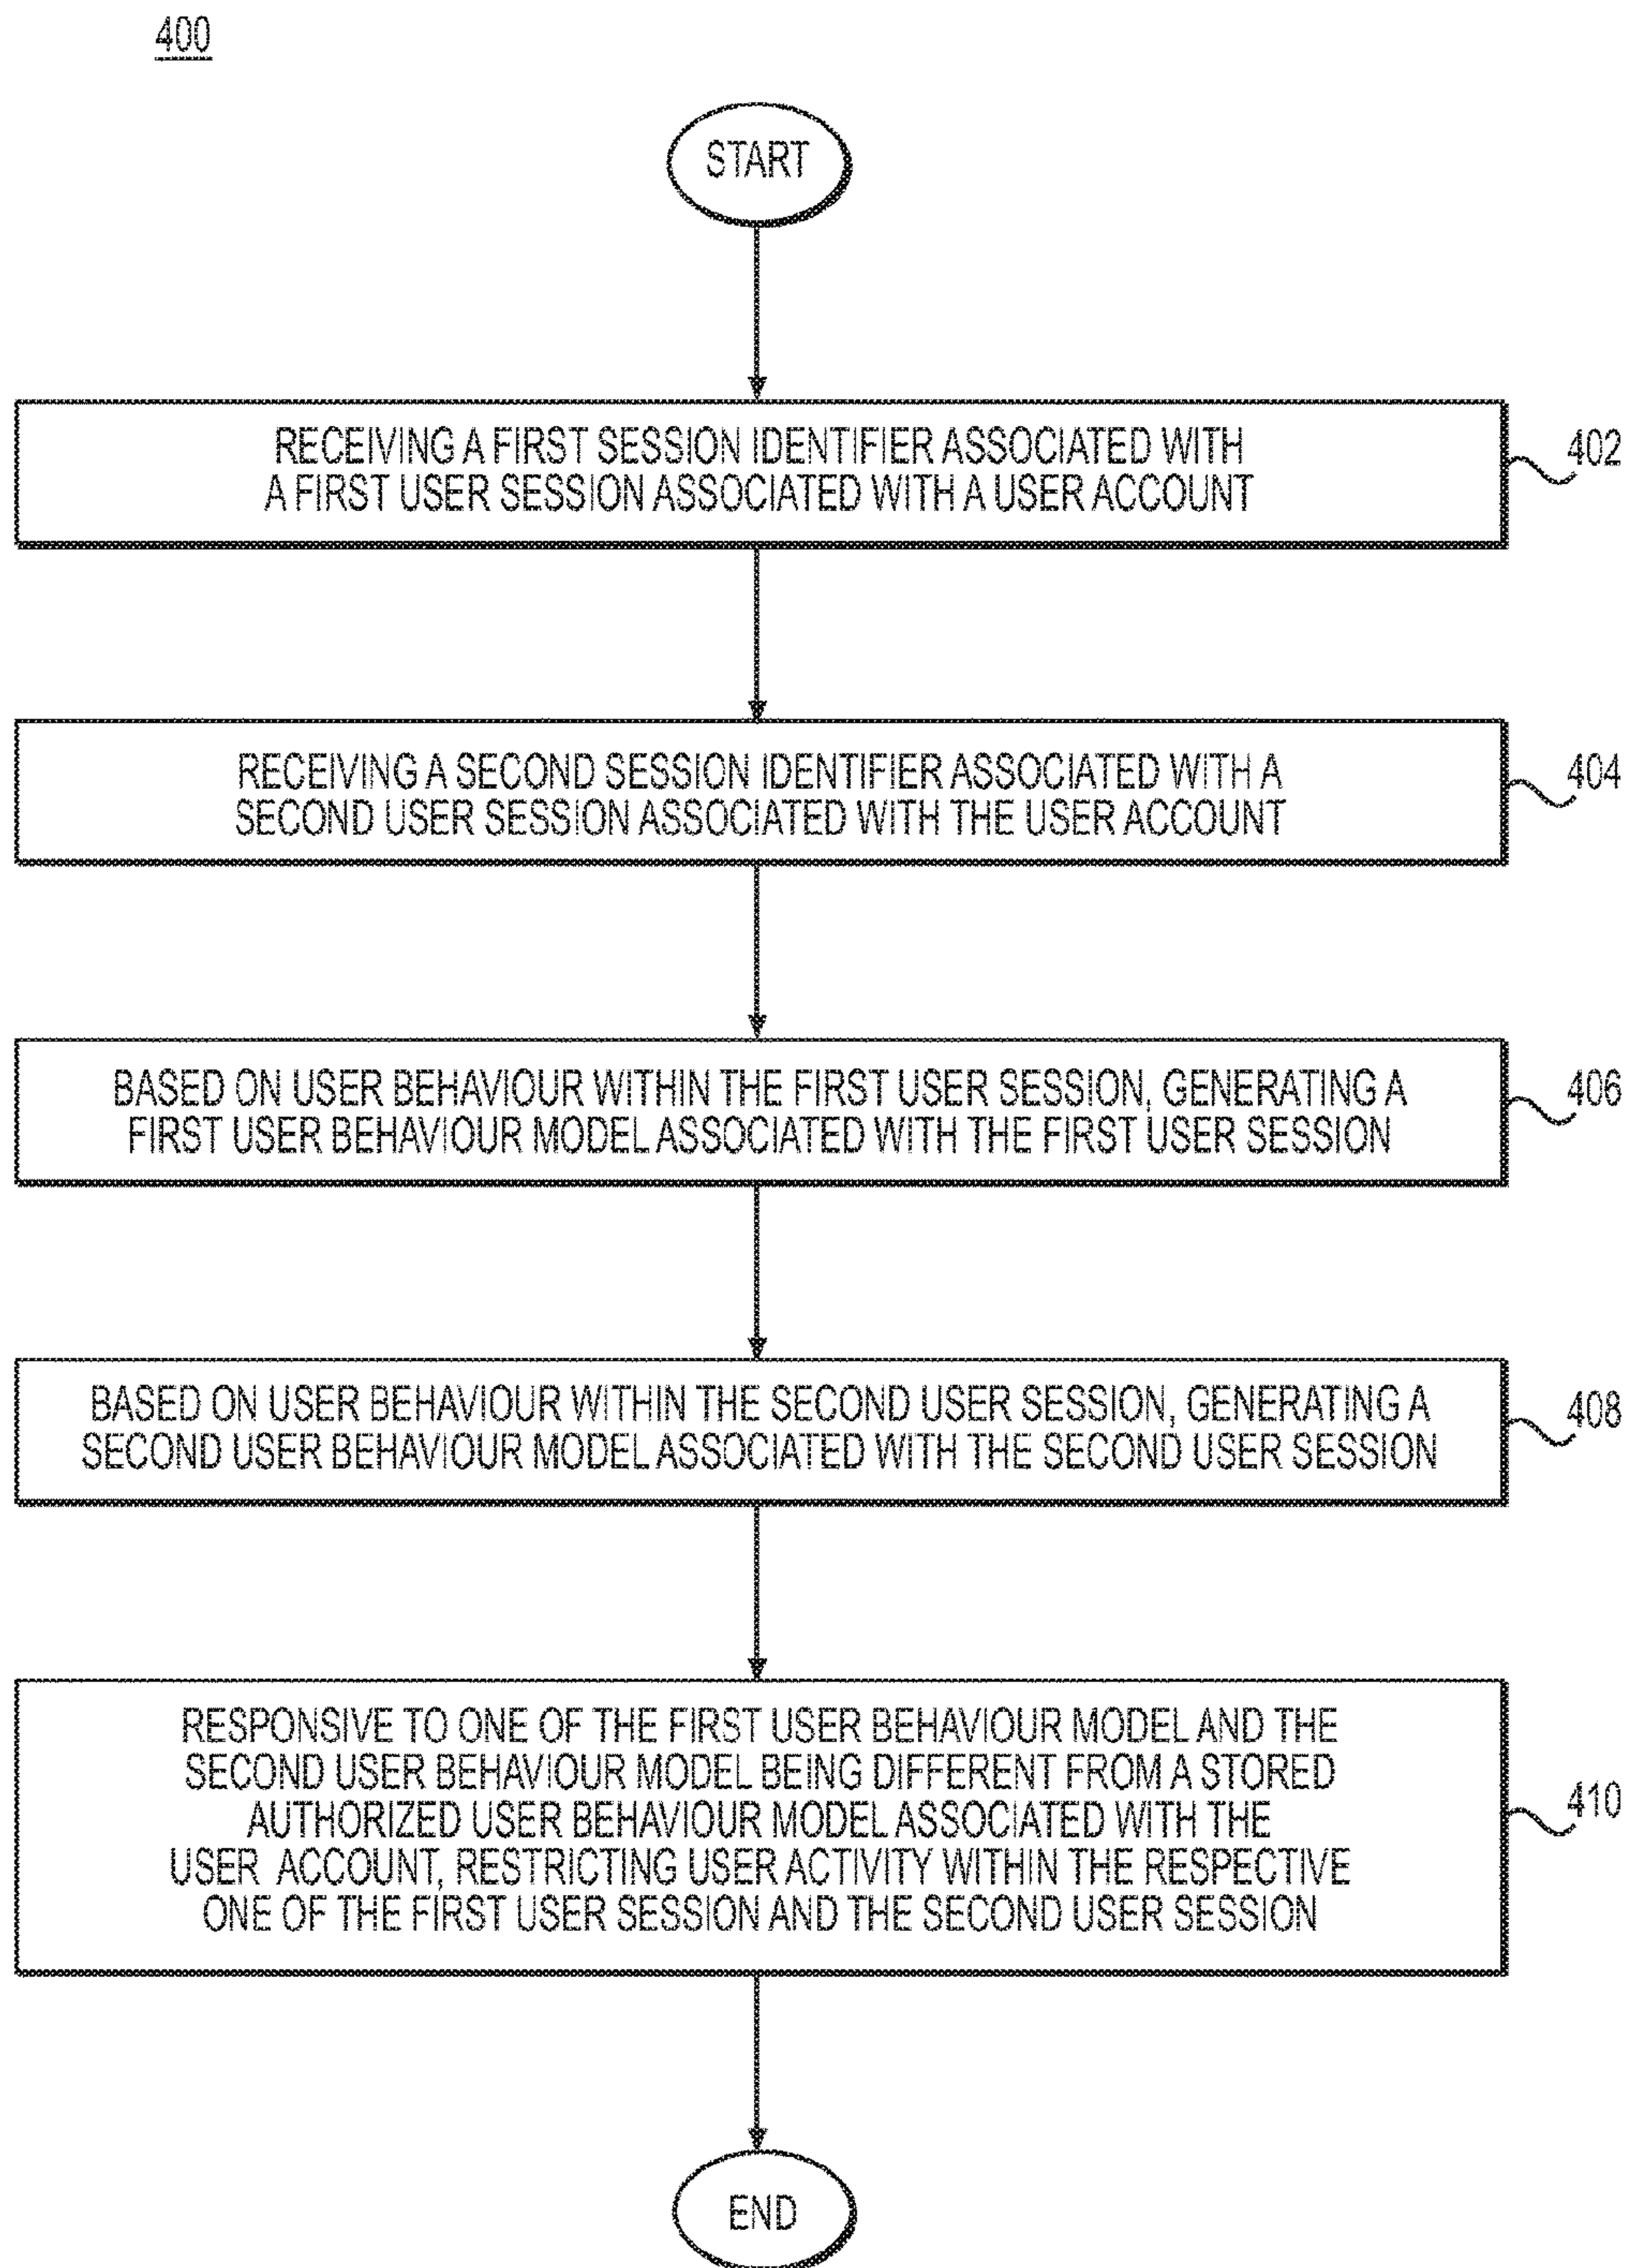 400
START
RECEIVING A FIRST SESSION IDENTIFIER ASSOCIATED WITH
A FIRST USER SESSION ASSOCIATED WITH A USER ACCOUNT
402
RECEIVING A SECOND SESSION IDENTIFIER ASSOCIATED WITH A
SECOND USER SESSION ASSOCIATED WITH THE USER ACCOUNT
404
BASED ON USER BEHAVIOUR WITHIN THE FIRST USER SESSION, GENERATING A
FIRST USER BEHAVIOUR MODEL ASSOCIATED WITH THE FIRST USER SESSION
406
BASED ON USER BEHAVIOUR WITHIN THE SECOND USER SESSION, GENERATING A
SECOND USER BEHAVIOUR MODEL ASSOCIATED WITH THE SECOND USER SESSION
408
RESPONSIVE TO ONE OF THE FIRST USER BEHAVIOUR MODEL AND THE
SECOND USER BEHAVIOUR MODEL BEING DIFFERENT FROM A STORED
AUTHORIZED USER BEHAVIOUR MODEL ASSOCIATED WITH THE
USER ACCOUNT, RESTRICTING USER ACTIVITY WITHIN THE RESPECTIVE
ONE OF THE FIRST USER SESSION AND THE SECOND USER SESSION
410
END